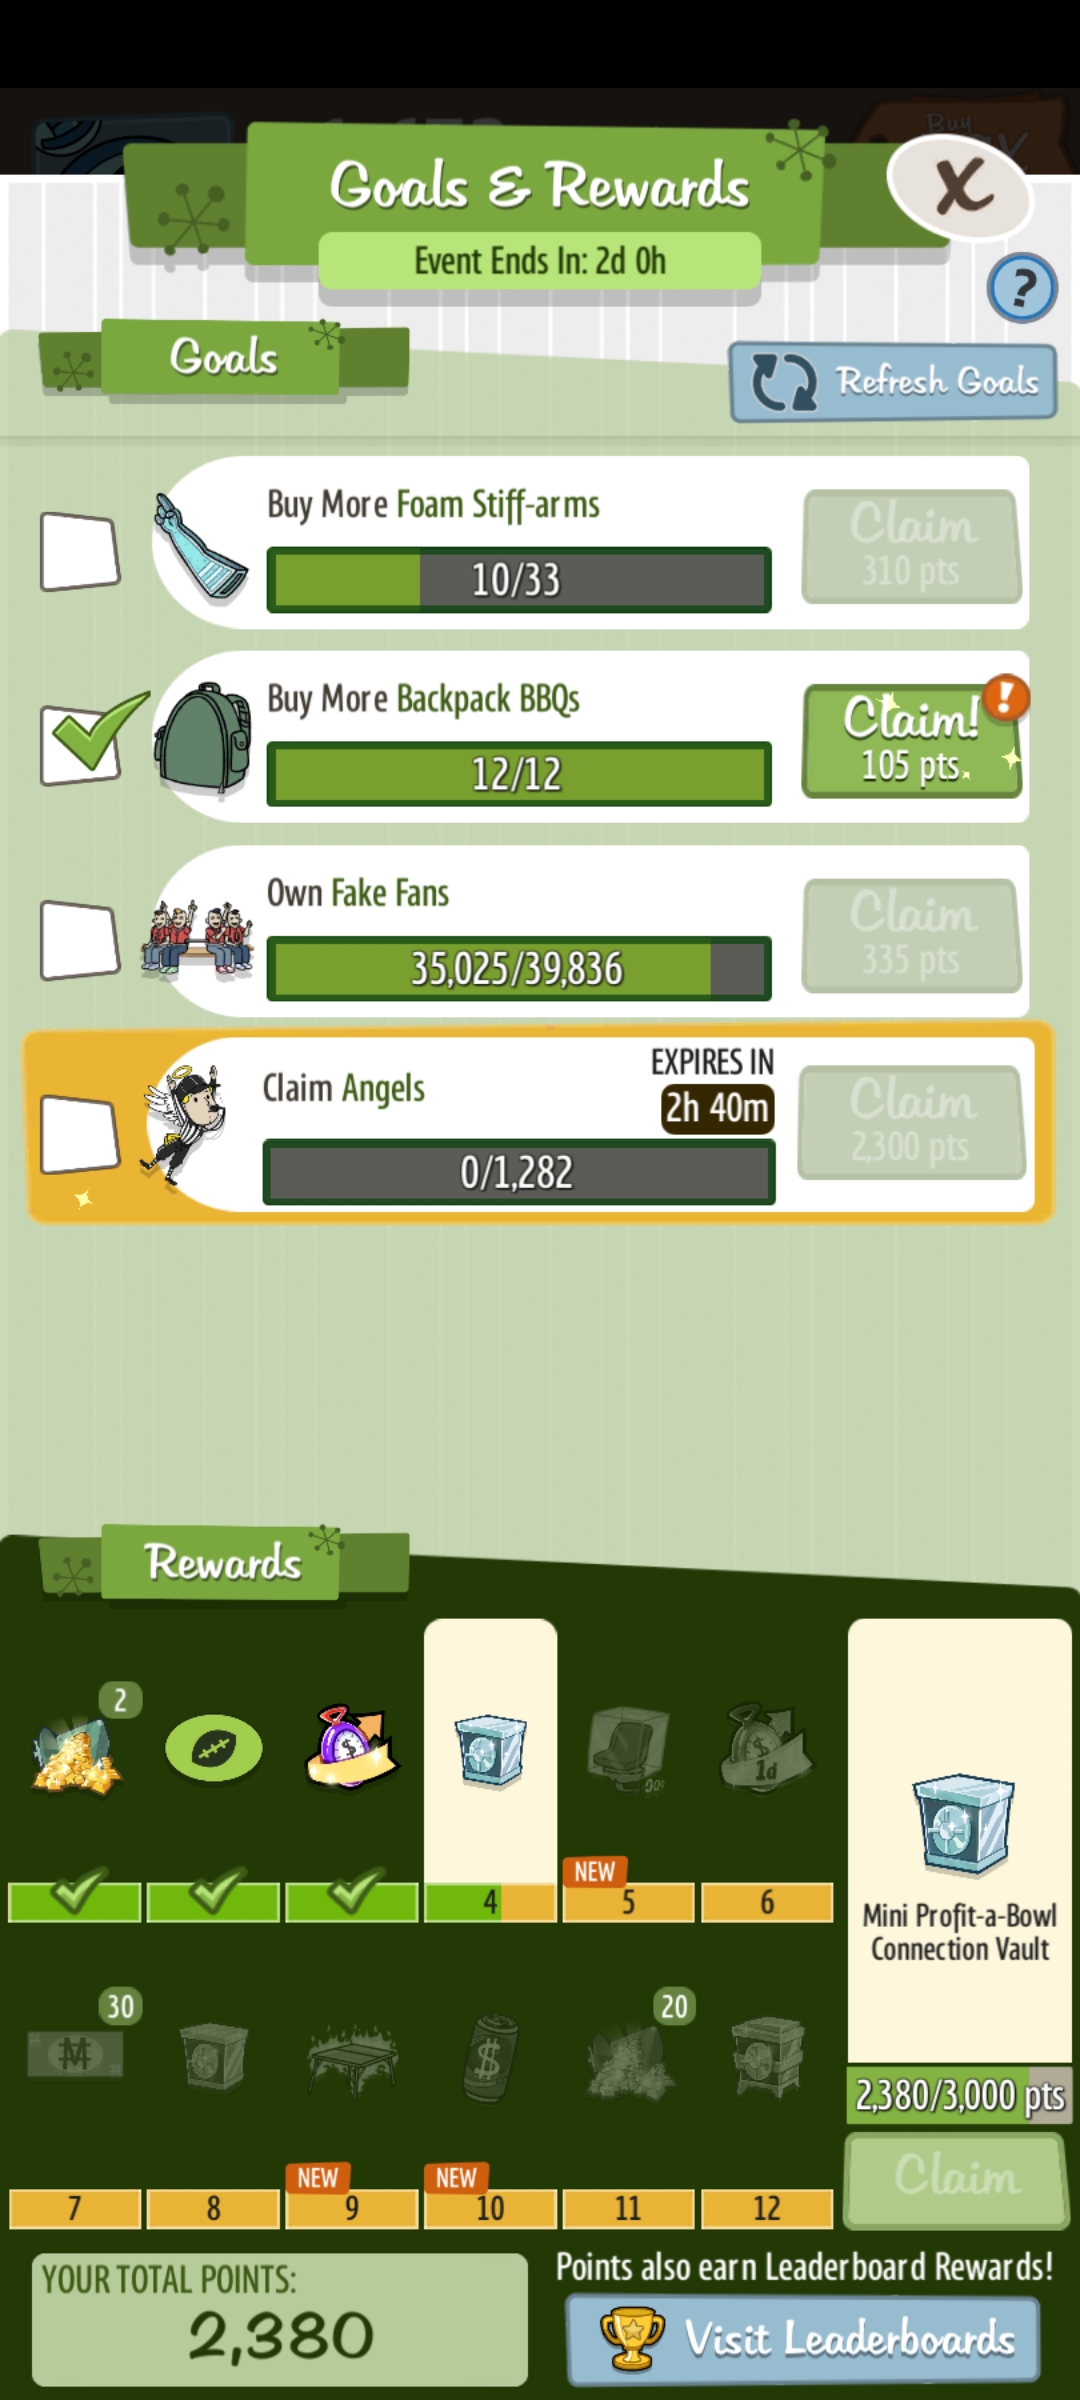 Buy
Goals & Rewards
X
Event Ends In: 2d 0h
?
Goals
Refresh Goals
Buy More Foam Stiff-arms
10/33
Claim
310 pts
Buy More Backpack BBQs
12/12
Claim!
105 pts
!
Own Fake Fans
35,025/39,836
Claim
335 pts
Claim Angels
EXPIRES IN
2h 40m
0/1,282
Claim
2,300 pts
Rewards
2
$
$
1d
4
NEW
5
6
Mini Profit-a-Bowl
Connection Vault
30
20
$
2,380/3,000 pts
NEW
NEW
7
8
9
10
11
12
Claim
YOUR TOTAL POINTS:
2,380
Points also earn Leaderboard Rewards!
Visit Leaderboards